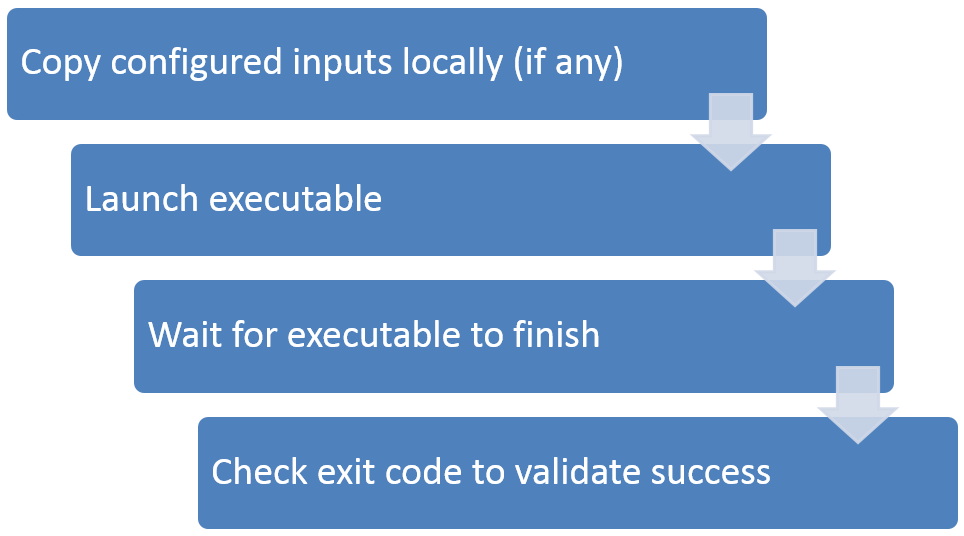 Copy configured inputs locally (if any)
Launch executable
Wait for executable to finish
Check exit code to validate success